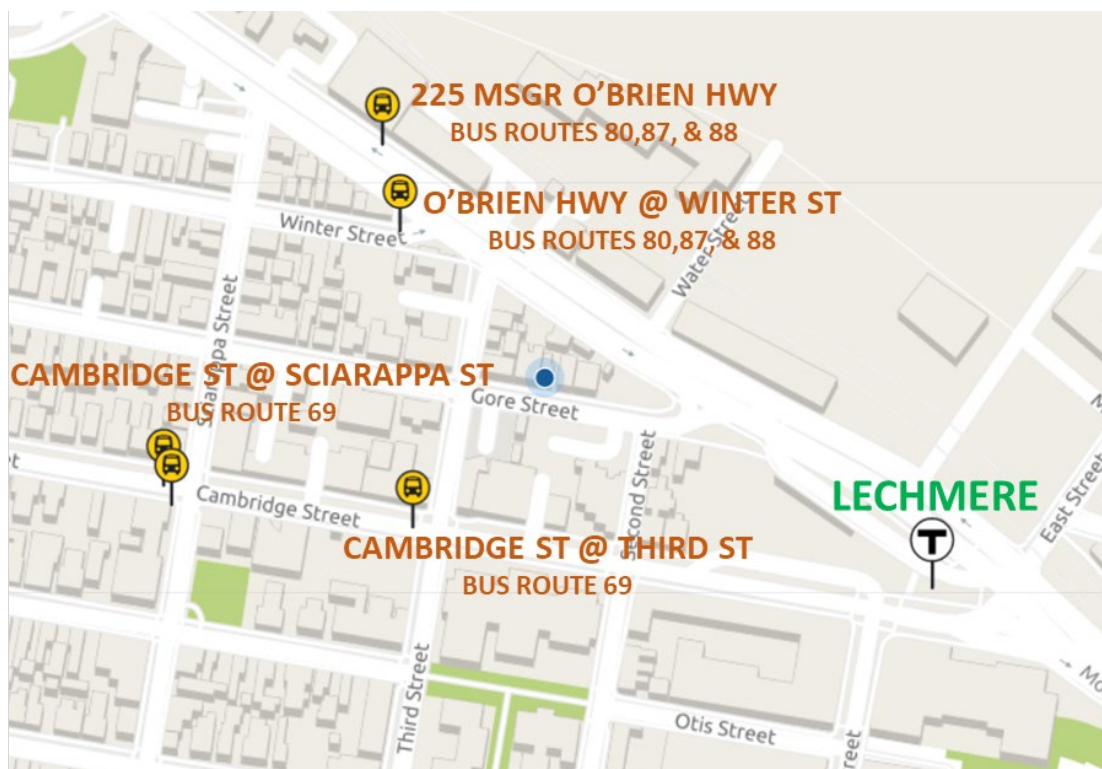 225 MSGR O'BRIEN HWY
BUS ROUTES 80,87, & 88
O'BRIEN HWY @ WINTER ST
BUS ROUTES 80,87, & 88
Winter Street
Water Street
Sciarappa Street
CAMBRIDGE ST @ SCIARAPPA ST
BUS ROUTE 69
Gore Street
Second Street
Cambridge Street
LECHMERE
T
East Street
CAMBRIDGE ST @ THIRD ST
BUS ROUTE 69
Third Street
Otis Street